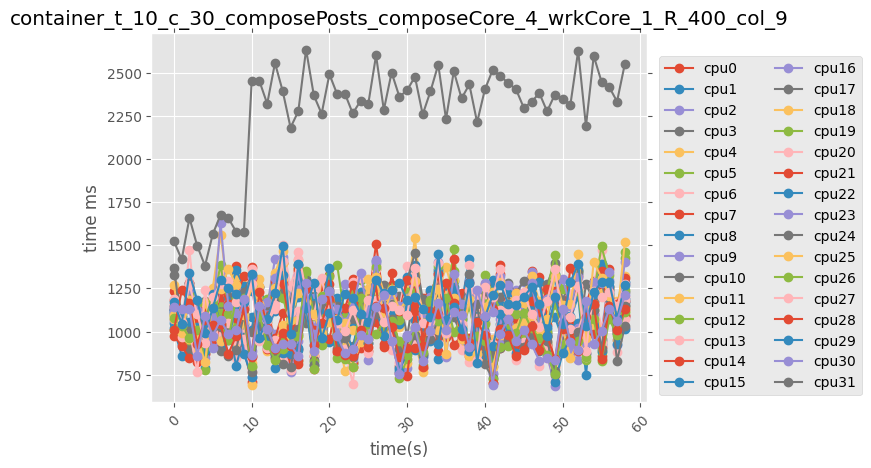 container_t_10_c_30_composePosts_composeCore_4_wrkCore_1_R_400_col_9
time ms
2500
2250
2000
1750
1500
1250
1000
750
0
10
20
30
40
50
60
time(s)
cpu0
cpu1
cpu2
cpu3
cpu4
cpu5
cpu6
cpu7
cpu8
cpu9
cpu10
cpu11
cpu12
cpu13
cpu14
cpu15
cpu16
cpu17
cpu18
cpu19
cpu20
cpu21
cpu22
cpu23
cpu24
cpu25
cpu26
cpu27
cpu28
cpu29
cpu30
cpu31